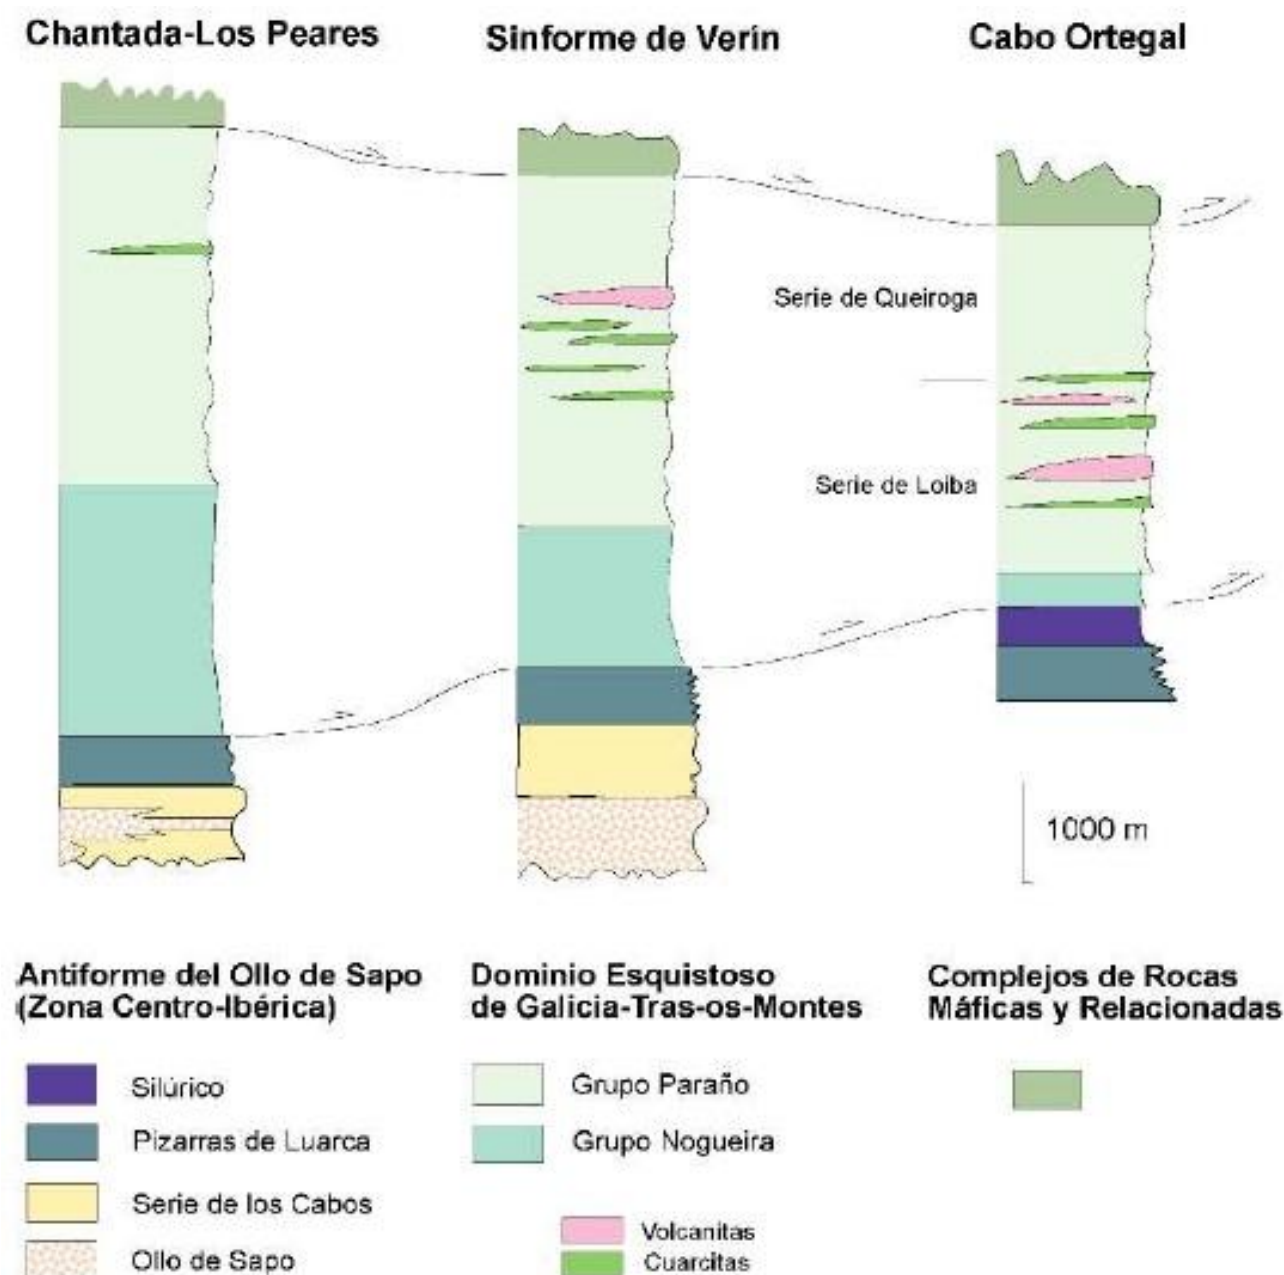 Chantada-Los Peares
Sinforme de Verín
Cabo Ortegal
Serie de Queiroga
Serie de Loiba
1000 m
Antiforme del Ollo de Sapo
(Zona Centro-Ibérica)
Silúrico
Pizarras de Luarca
Serie de los Cabos
Ollo de Sapo
Dominio Esquistoso
de Galicia-Tras-os-Montes
Grupo Paraño
Grupo Nogueira
Volcanitas
Cuarcitas
Complejos de Rocas
Máficas y Relacionadas